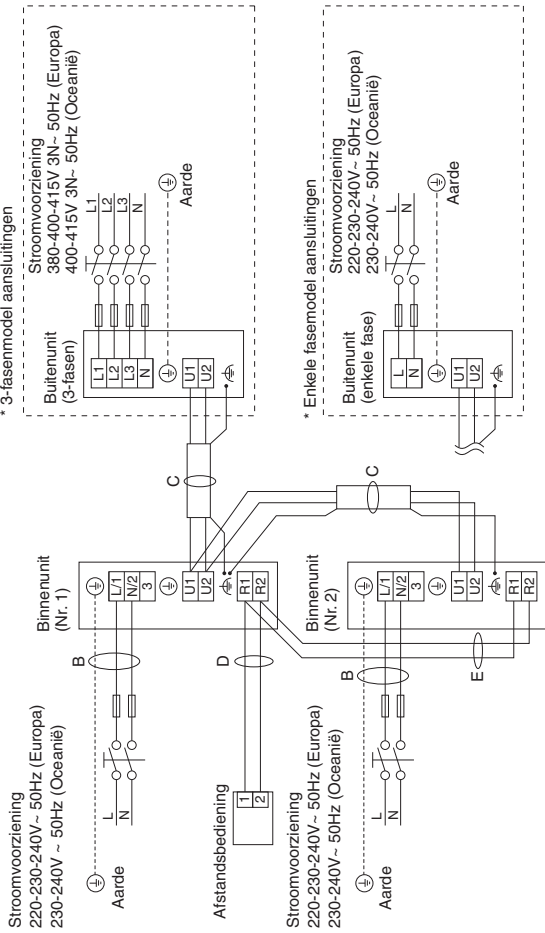 * 3-fasenmodel aansluitingen
Stroomvoorziening
380-400-415V 3N~ 50Hz (Europa)
400-415V 3N~ 50Hz (Oceanië)
L1
L2
L3
N
Aarde
Buitenunit
(3-fasen)
L1
L2
L3
N
U1
U2
* Enkele fasemodel aansluitingen
Stroomvoorziening
220-230-240V~ 50Hz (Europa)
230-240V~ 50Hz (Oceanië)
L
N
Aarde
Buitenunit
(enkele fase)
L
N
U1
U2
C
C
Binnenunit
(Nr. 1)
L/1
N/2
3
U1
U2
R1
R2
Binnenunit
(Nr. 2)
L/1
N/2
3
U1
U2
R1
R2
B
D
B
E
Stroomvoorziening
220-230-240V~ 50Hz (Europa)
230-240V ~ 50Hz (Oceanië)
L
N
Aarde
Afstandsbediening
1
2
Stroomvoorziening
220-230-240V~ 50Hz (Europa)
230-240V~ 50Hz (Oceanië)
L
N
Aarde